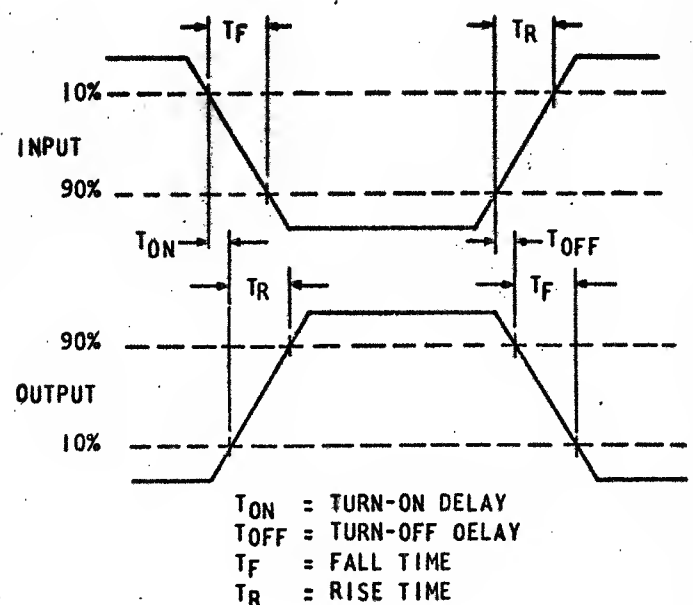 TF TR
10%
INPUT
90%
TON TOFF
TR TF
90%
OUTPUT
10%
TON = TURN-ON DELAY
TOFF = TURN-OFF OELAY
TF = FALL TIME
TR = RISE TIME